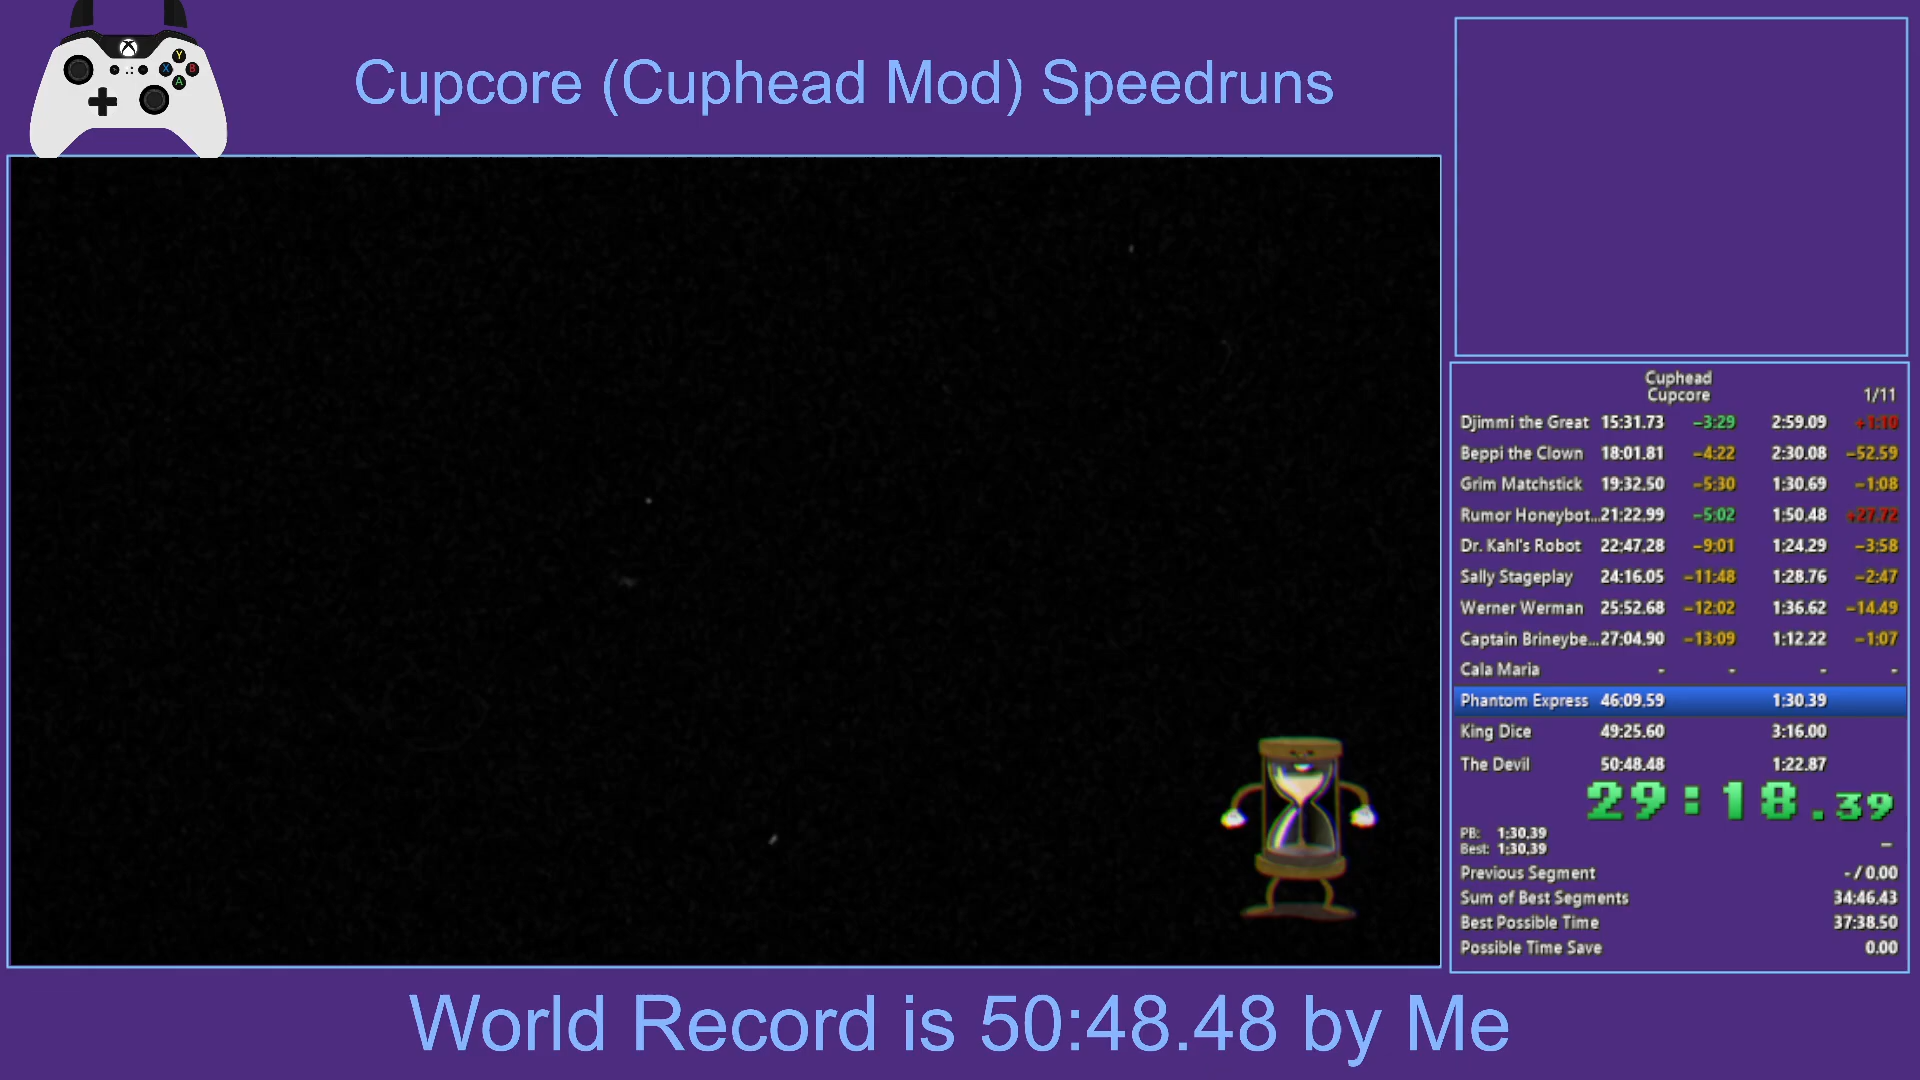 Y
X B
A
Cupcore (Cuphead Mod) Speedruns
Cuphead
Cupcore 1/11
Djimmi the Great 15:31.73 −3:29 2:59.09 +1:10
Beppi the Clown 18:01.81 −4:22 2:30.08 −52.59
Grim Matchstick 19:32.50 −5:30 1:30.69 −1:08
Rumor Honeybot...21:22.99 −5:02 1:50.48 +27.72
Dr. Kahl's Robot 22:47.28 −9:01 1:24.29 −3:58
Sally Stageplay 24:16.05 −11:48 1:28.76 −2:47
Werner Werman 25:52.68 −12:02 1:36.62 −14.49
Captain Brineybe...27:04.90 −13:09 1:12.22 −1:07
Cala Maria - - - -
Phantom Express 46:09.59 1:30.39
King Dice 49:25.60 3:16.00
The Devil 50:48.48 1:22.87
29:18.39
PB: 1:30.39
Best: 1:30.39 −
Previous Segment - / 0.00
Sum of Best Segments 34:46.43
Best Possible Time 37:38.50
Possible Time Save 0.00
World Record is 50:48.48 by Me